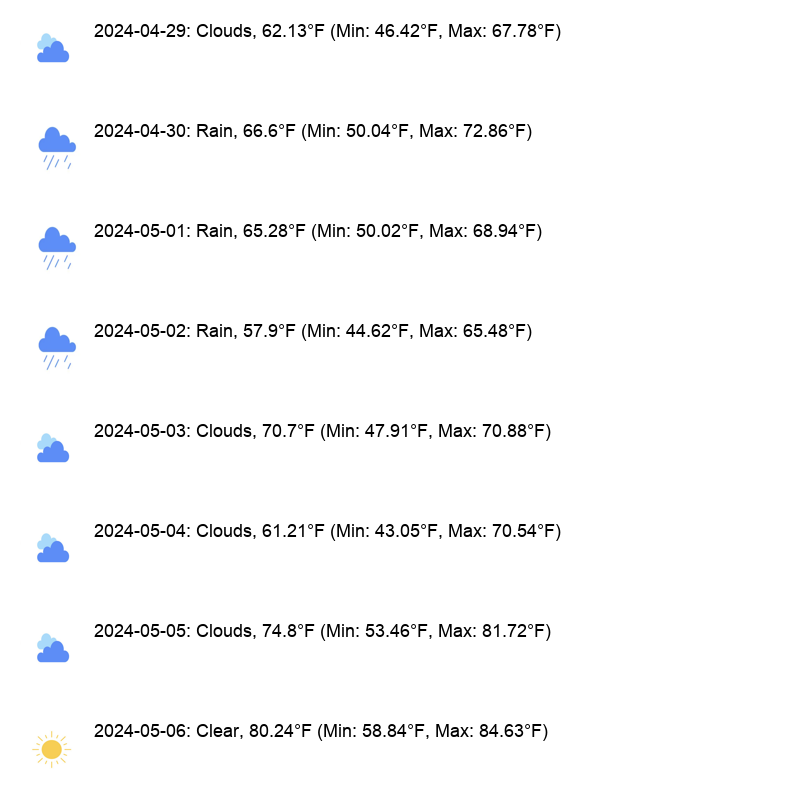 2024-04-29: Clouds, 62.13°F (Min: 46.42°F, Max: 67.78°F)
2024-04-30: Rain, 66.6°F (Min: 50.04°F, Max: 72.86°F)
2024-05-01: Rain, 65.28°F (Min: 50.02°F, Max: 68.94°F)
2024-05-02: Rain, 57.9°F (Min: 44.62°F, Max: 65.48°F)
2024-05-03: Clouds, 70.7°F (Min: 47.91°F, Max: 70.88°F)
2024-05-04: Clouds, 61.21°F (Min: 43.05°F, Max: 70.54°F)
2024-05-05: Clouds, 74.8°F (Min: 53.46°F, Max: 81.72°F)
2024-05-06: Clear, 80.24°F (Min: 58.84°F, Max: 84.63°F)